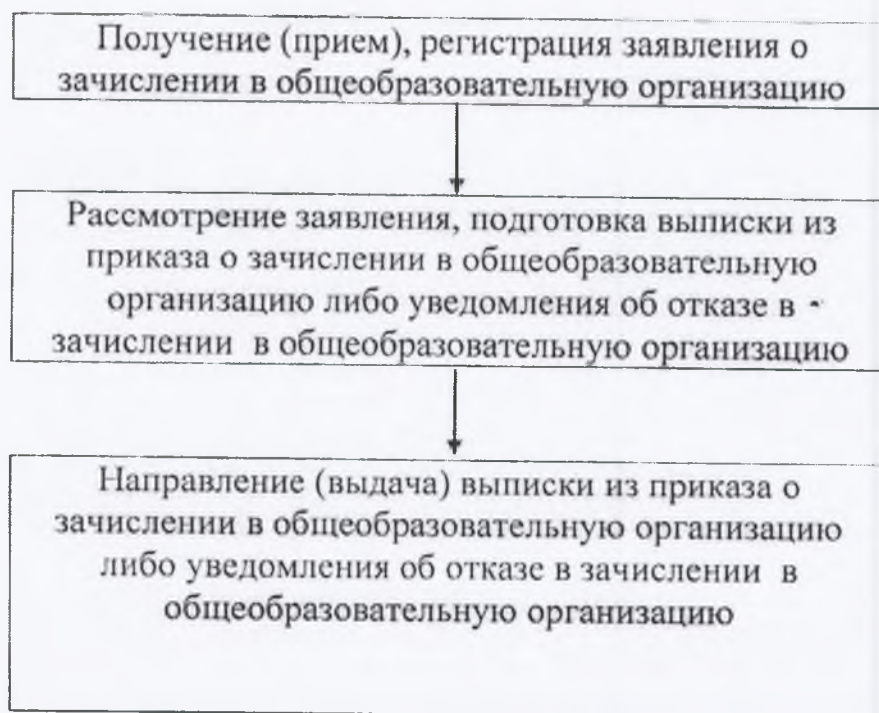 Получение (прием), регистрация заявления о
зачислении в общеобразовательную организацию
Рассмотрение заявления, подготовка выписки из
приказа о зачислении в общеобразовательную
организацию либо уведомления об отказе в
зачислении в общеобразовательную организацию
Направление (выдача) выписки из приказа о
зачислении в общеобразовательную организацию
либо уведомления об отказе в зачислении в
общеобразовательную организацию